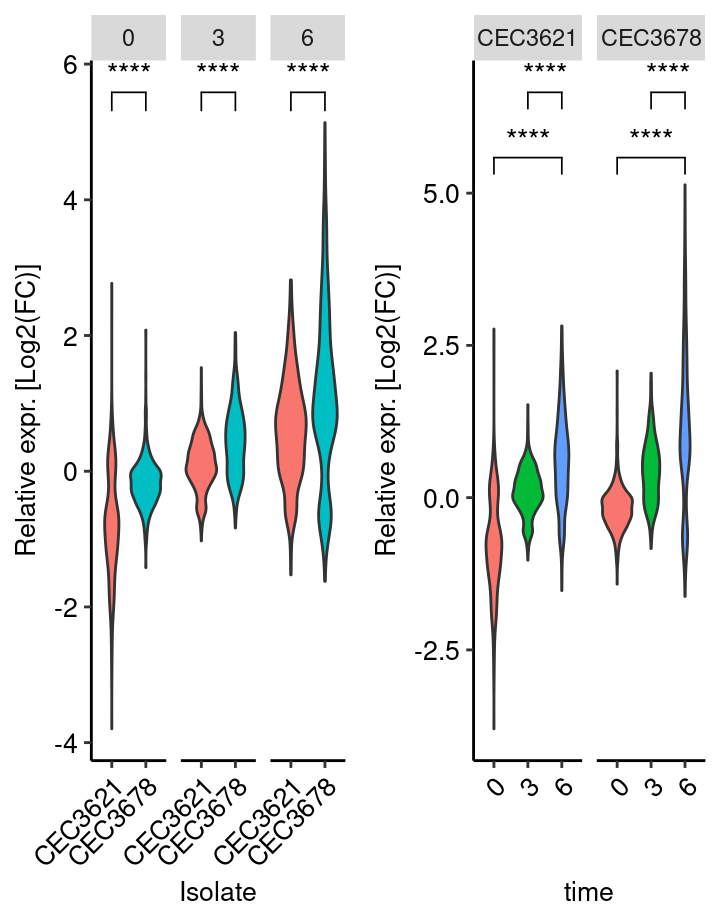 0 3 6
**** **** ****
Relative expr. [Log2(FC)]
6
4
2
0
-2
-4
CEC3621 CEC3678 CEC3621 CEC3678 CEC3621 CEC3678
Isolate
CEC3621 CEC3678
**** ****
**** ****
Relative expr. [Log2(FC)]
5.0
2.5
0.0
-2.5
0 3 6 0 3 6
time